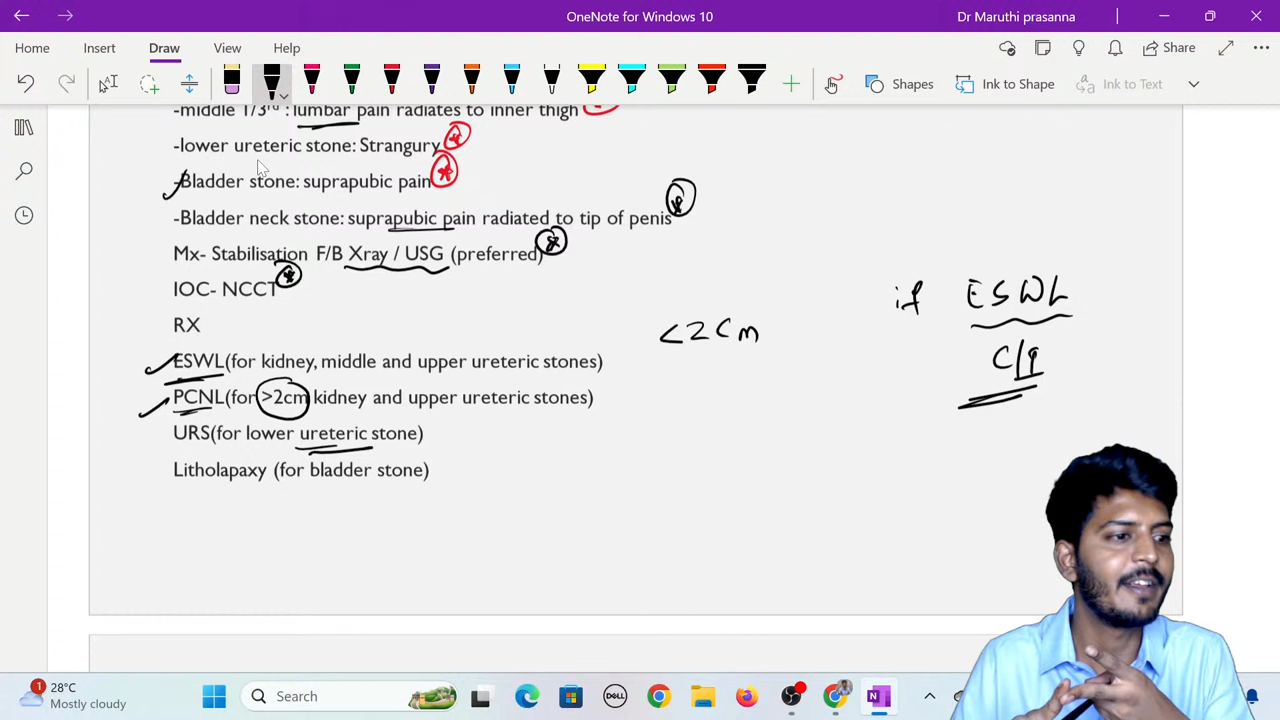 OneNote for Windows 10
Dr Maruthi prasanna
Home Insert Draw View Help
Share
Shapes
Ink to Shape
Ink to Text
-middle 1/3rd : lumbar pain radiates to inner thigh
-lower ureteric stone: Strangury
-Bladder stone: suprapubic pain
-Bladder neck stone: suprapubic pain radiated to tip of penis
Mx- Stabilisation F/B Xray / USG (preferred)
IOC- NCCT
if ESWL
RX
<2cm
C/I
ESWL(for kidney, middle and upper ureteric stones)
PCNL(for >2cm kidney and upper ureteric stones)
URS(for lower ureteric stone)
Litholapaxy (for bladder stone)
1
28°C
Mostly cloudy
Search
DELL